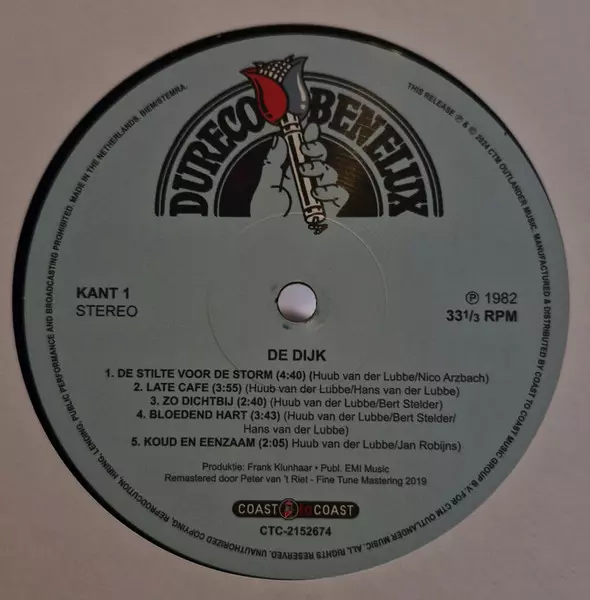 DURECO BENELUX
THIS RELEASE Ⓟ & © 2024 CTM OUTLANDER MUSIC. MANUFACTURED & DISTRIBUTED BY COAST TO COAST MUSIC GROUP B.V. FOR CTM OUTLANDER MUSIC. ALL RIGHTS RESERVED. UNAUTHORIZED COPYING, REPRODUCTION, HIRING, LENDING, PUBLIC PERFORMANCE AND BROADCASTING PROHIBITED. MADE IN THE NETHERLANDS. BIEM/STEMRA.
KANT 1
STEREO
Ⓟ 1982
33 1/3 RPM
DE DIJK
1. DE STILTE VOOR DE STORM (4:40) (Huub van der Lubbe/Nico Arzbach)
2. LATE CAFE (3:55) (Huub van der Lubbe/Hans van der Lubbe)
3. ZO DICHTBIJ (2:40) (Huub van der Lubbe/Bert Stelder)
4. BLOEDEND HART (3:43) (Huub van der Lubbe/Bert Stelder/
Hans van der Lubbe)
5. KOUD EN EENZAAM (2:05) Huub van der Lubbe/Jan Robijns)
Produktie: Frank Klunhaar • Publ. EMI Music
Remastered door Peter van 't Riet - Fine Tune Mastering 2019
COAST to COAST
CTC-2152674